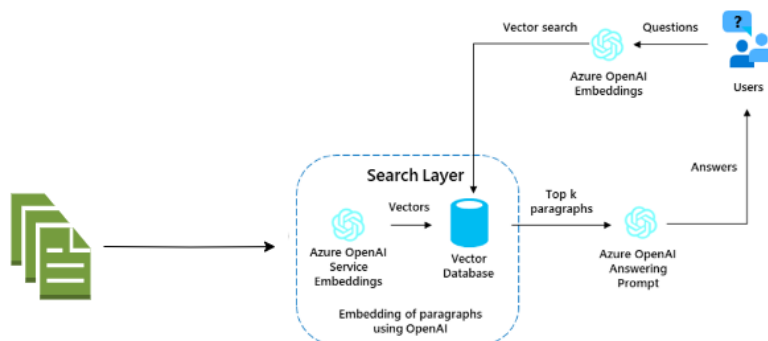 Vector search
Questions
?
Azure OpenAI
Embeddings
Users
Search Layer
Vectors
Azure OpenAI
Service
Embeddings
Vector
Database
Embedding of paragraphs
using OpenAI
Top k
paragraphs
Azure OpenAI
Answering
Prompt
Answers